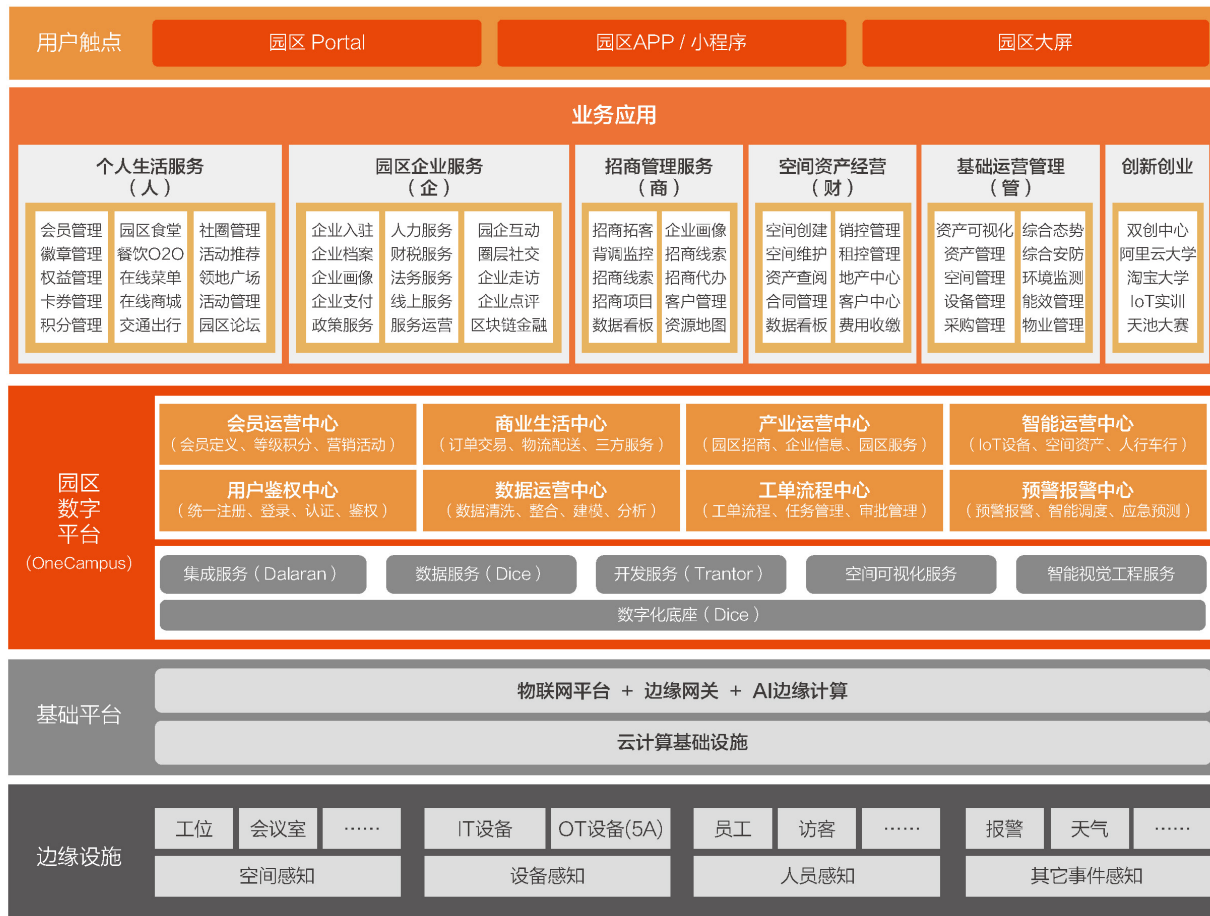 用户触点
园区 Portal
园区APP / 小程序
园区大屏
业务应用
个人生活服务
（人）
会员管理 园区食堂 社圈管理
徽章管理 餐饮O2O 活动推荐
权益管理 在线菜单 领地广场
卡券管理 在线商城 活动管理
积分管理 交通出行 园区论坛
园区企业服务
（企）
企业入驻 人力服务 园企互动
企业档案 财税服务 圈层社交
企业画像 法务服务 企业走访
企业支付 线上服务 企业点评
政策服务 服务运营 区块链金融
招商管理服务
（商）
招商拓客 企业画像
背调监控 招商线索
招商线索 招商代办
招商项目 客户管理
数据看板 资源地图
空间资产经营
（财）
空间创建 销控管理
空间维护 租控管理
资产查阅 地产中心
合同管理 客户中心
数据看板 费用收缴
基础运营管理
（管）
资产可视化 综合态势
资产管理 综合安防
空间管理 环境监测
设备管理 能效管理
采购管理 物业管理
创新创业
双创中心
阿里云大学
淘宝大学
IoT实训
天池大赛
园区
数字
平台
(OneCampus)
会员运营中心
（会员定义、等级积分、营销活动）
商业生活中心
（订单交易、物流配送、三方服务）
产业运营中心
（园区招商、企业信息、园区服务）
智能运营中心
（IoT设备、空间资产、人行车行）
用户鉴权中心
（统一注册、登录、认证、鉴权）
数据运营中心
（数据清洗、整合、建模、分析）
工单流程中心
（工单流程、任务管理、审批管理）
预警报警中心
（预警报警、智能调度、应急预测）
集成服务（Dalaran）
数据服务（Dice）
开发服务（Trantor）
空间可视化服务
智能视觉工程服务
数字化底座（Dice）
基础平台
物联网平台 + 边缘网关 + AI边缘计算
云计算基础设施
边缘设施
工位 会议室 ……
空间感知
IT设备 OT设备(5A)
设备感知
员工 访客 ……
人员感知
报警 天气 ……
其它事件感知